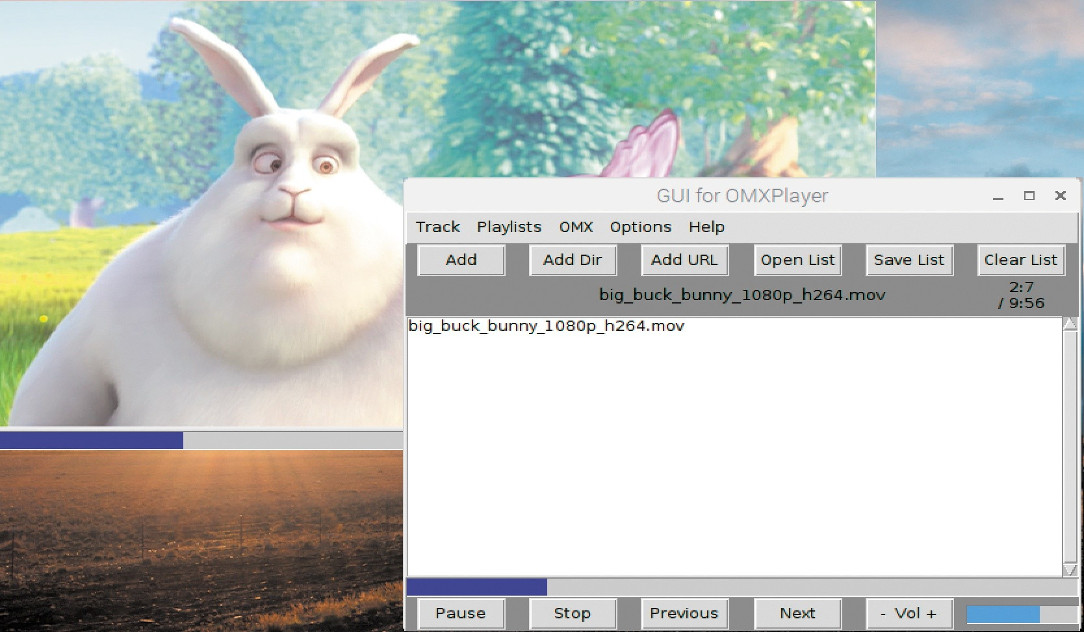 GUI for OMXPlayer
Track Playlists OMX Options Help
Add Add Dir Add URL Open List Save List Clear List
big_buck_bunny_1080p_h264.mov
2:7
/ 9:56
big_buck_bunny_1080p_h264.mov
Pause Stop Previous Next - Vol +